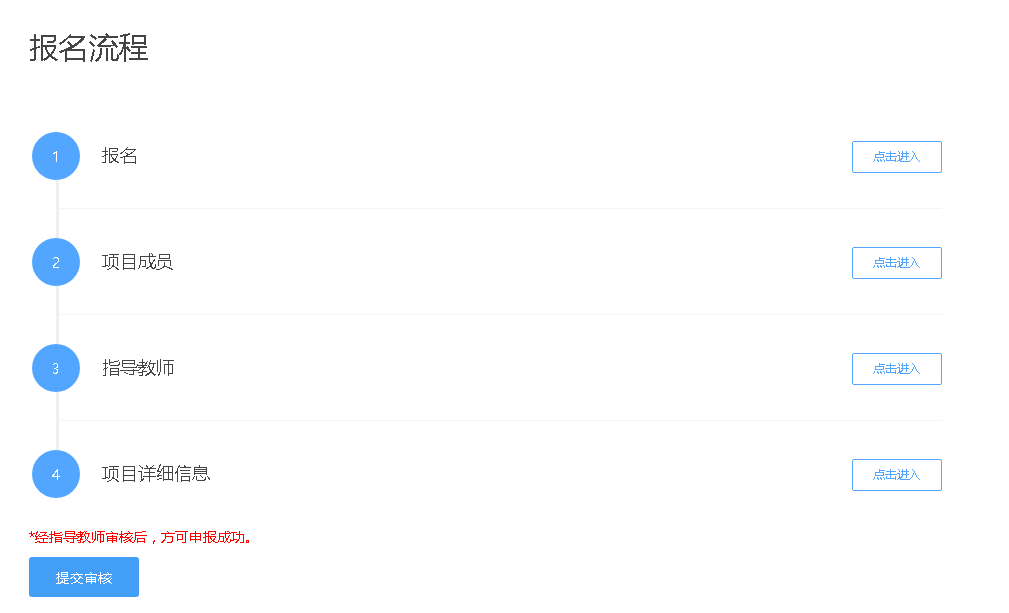 报名流程
1 报名 点击进入
2 项目成员 点击进入
3 指导教师 点击进入
4 项目详细信息 点击进入
*经指导教师审核后，方可申报成功。
提交审核